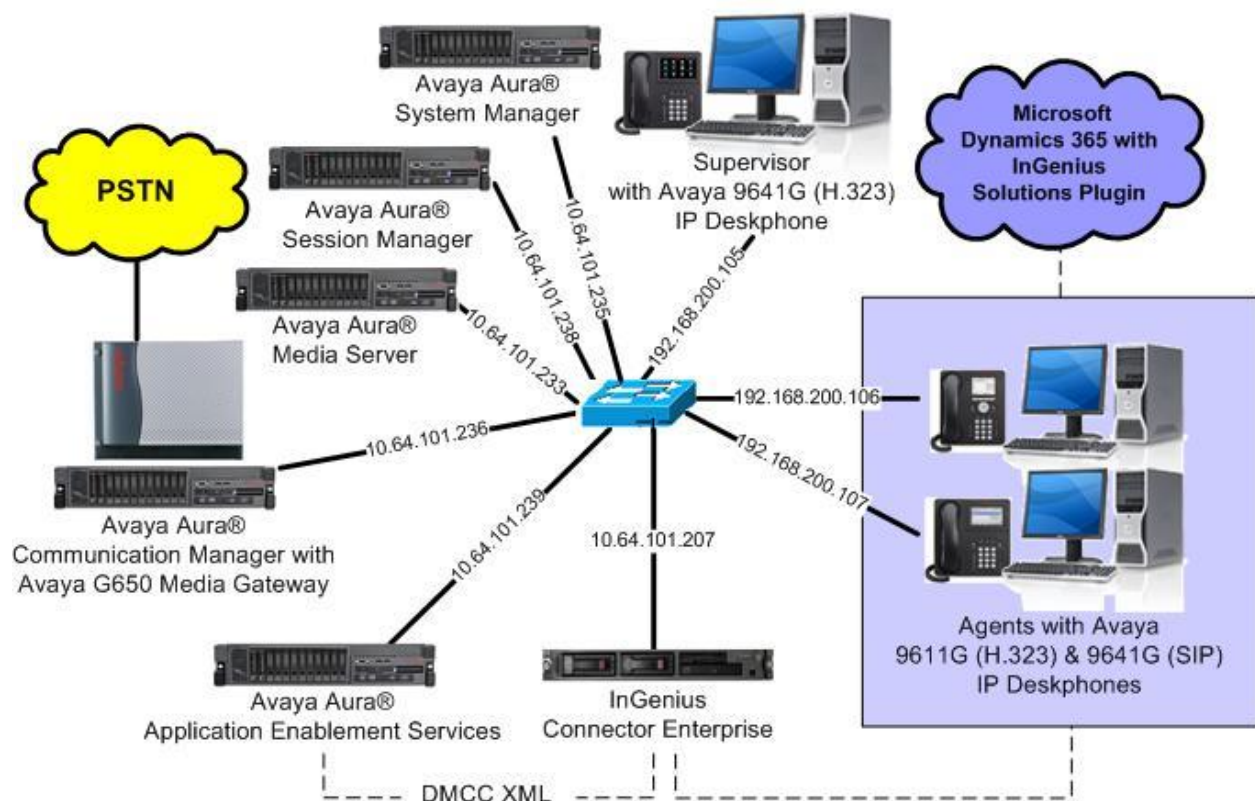 Avaya Aura®
System Manager
PSTN
Avaya Aura®
Session Manager
Avaya Aura®
Media Server
Supervisor
with Avaya 9641G (H.323)
IP Deskphone
Microsoft
Dynamics 365 with
InGenius
Solutions Plugin
10.64.101.235
10.64.101.238
10.64.101.233
192.168.200.105
192.168.200.106
192.168.200.107
10.64.101.236
10.64.101.239
10.64.101.207
Avaya Aura®
Communication Manager with
Avaya G650 Media Gateway
Agents with Avaya
9611G (H.323) & 9641G (SIP)
IP Deskphones
Avaya Aura®
Application Enablement Services
InGenius
Connector Enterprise
DMCC XML